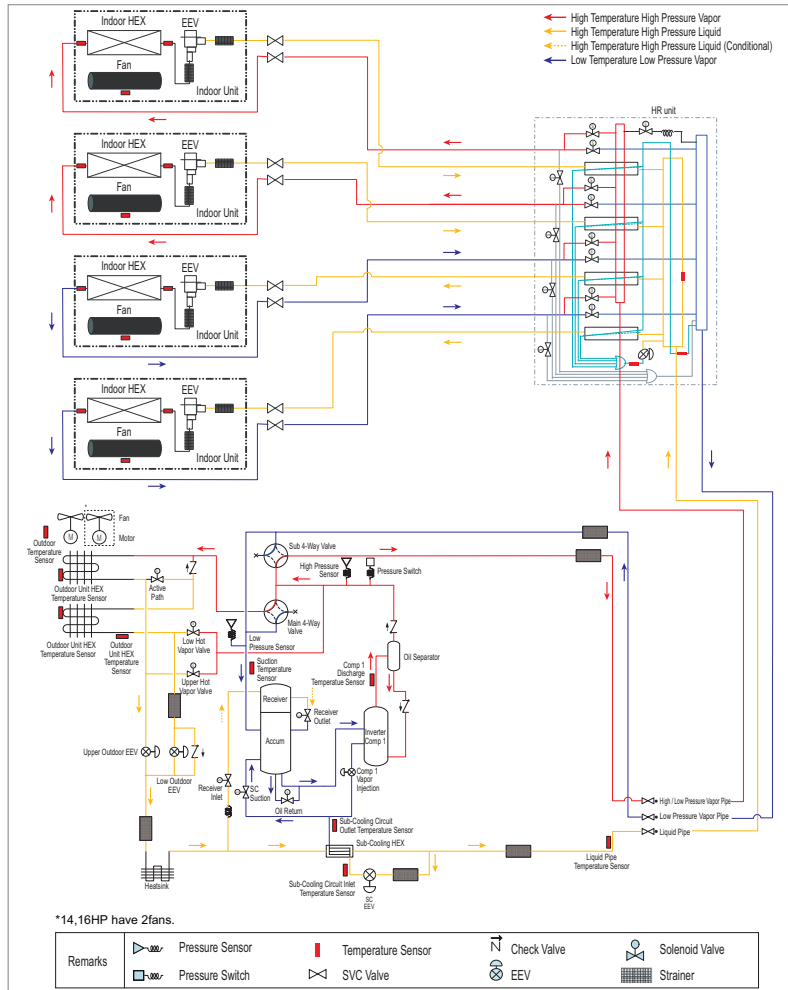 High Temperature High Pressure Vapor
High Temperature High Pressure Liquid
High Temperature High Pressure Liquid (Conditional)
Low Temperature Low Pressure Vapor
Indoor HEX
EEV
Fan
Indoor Unit
HR unit
Indoor HEX
EEV
Fan
Indoor Unit
Indoor HEX
EEV
Fan
Indoor Unit
Indoor HEX
EEV
Fan
Indoor Unit
Fan
M
M
Motor
Outdoor
Temperature
Sensor
Outdoor Unit HEX
Temperature Sensor
Active
Path
Sub 4-Way Valve
High Pressure
Sensor
Pressure Switch
Main 4-Way
Valve
Outdoor Unit HEX
Temperature Sensor
Outdoor
Unit HEX
Temperature
Sensor
Low Hot
Vapor Valve
Upper Hot
Vapor Valve
Low
Pressure Sensor
Suction
Temperature
Sensor
Comp 1
Discharge
Temperatue Sensor
Oil Separator
Receiver
Receiver
Outlet
Accum
Inverter
Comp 1
Upper Outdoor EEV
Low Outdoor
EEV
Receiver
Inlet
SC
Suction
Oil Return
Comp 1
Vapor
Injection
Sub-Cooling Circuit
Outlet Temperature Sensor
Sub-Cooling HEX
Heatsink
Sub-Cooling Circuit Inlet
Temperature Sensor
SC
EEV
High / Low Pressure Vapor Pipe
Low Pressure Vapor Pipe
Liquid Pipe
Liquid Pipe
Temperature Sensor
*14,16HP have 2fans.
Remarks
Pressure Sensor
Temperature Sensor
Check Valve
Solenoid Valve
Pressure Switch
SVC Valve
EEV
Strainer